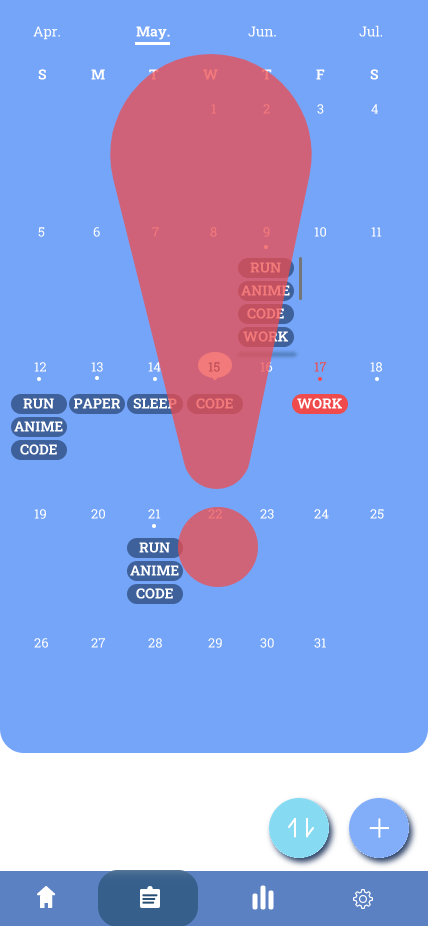 Apr. May. Jun. Jul.
S M T W T F S
1 2 3 4
5 6 7 8 9 10 11
RUN
ANIME
CODE
WORK
12 13 14 15 16 17 18
RUN PAPER SLEEP CODE WORK
ANIME
CODE
19 20 21 22 23 24 25
RUN
ANIME
CODE
26 27 28 29 30 31